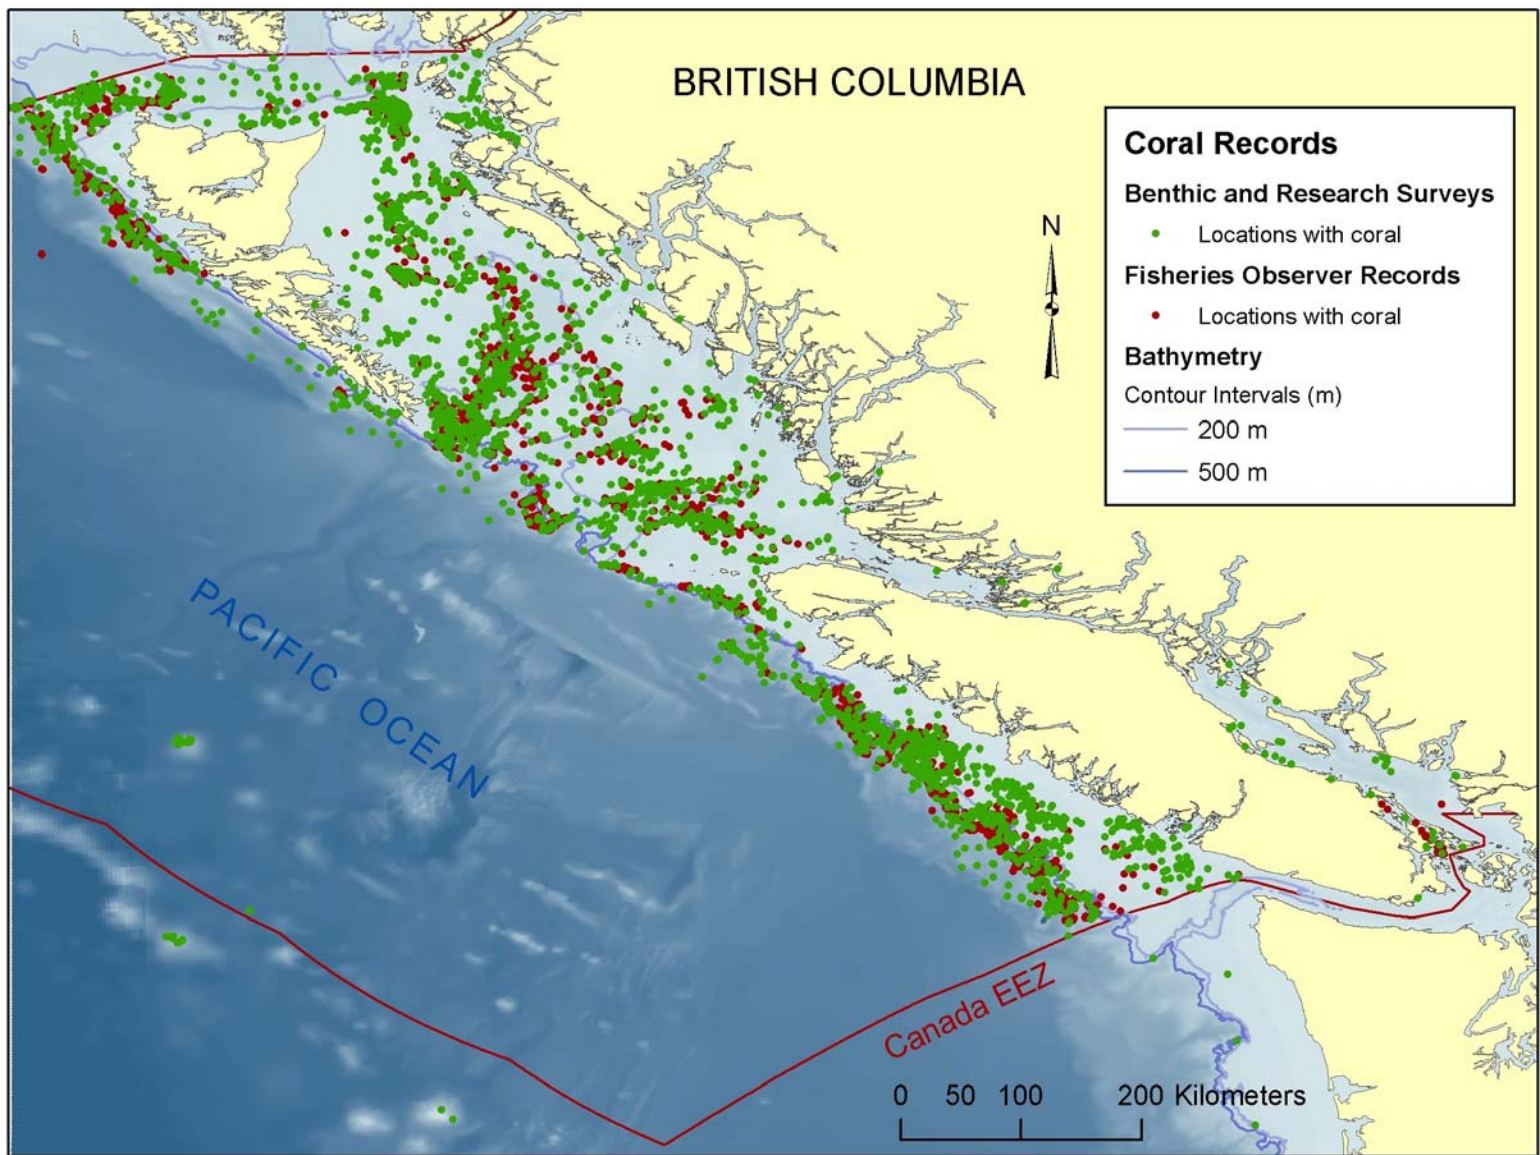 BRITISH COLUMBIA
Coral Records
Benthic and Research Surveys
Locations with coral
Fisheries Observer Records
Locations with coral
Bathymetry
Contour Intervals (m)
200 m
500 m
N
PACIFIC OCEAN
Canada EEZ
0 50 100 200 Kilometers